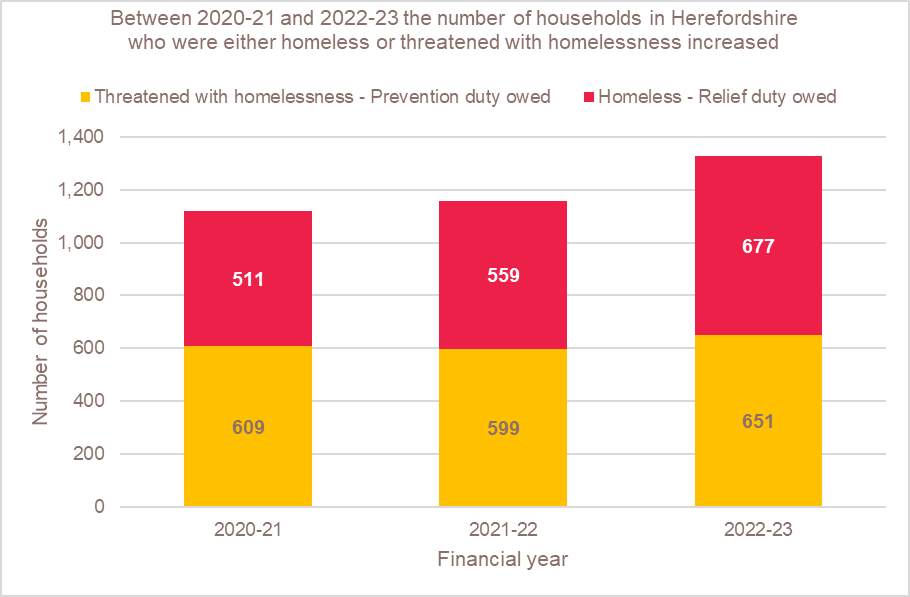 Between 2020-21 and 2022-23 the number of households in Herefordshire
who were either homeless or threatened with homelessness increased
Threatened with homelessness - Prevention duty owed
Homeless - Relief duty owed
Number of households
1,400
1,200
1,000
800
600
400
200
0
511
559
677
609
599
651
2020-21
2021-22
2022-23
Financial year